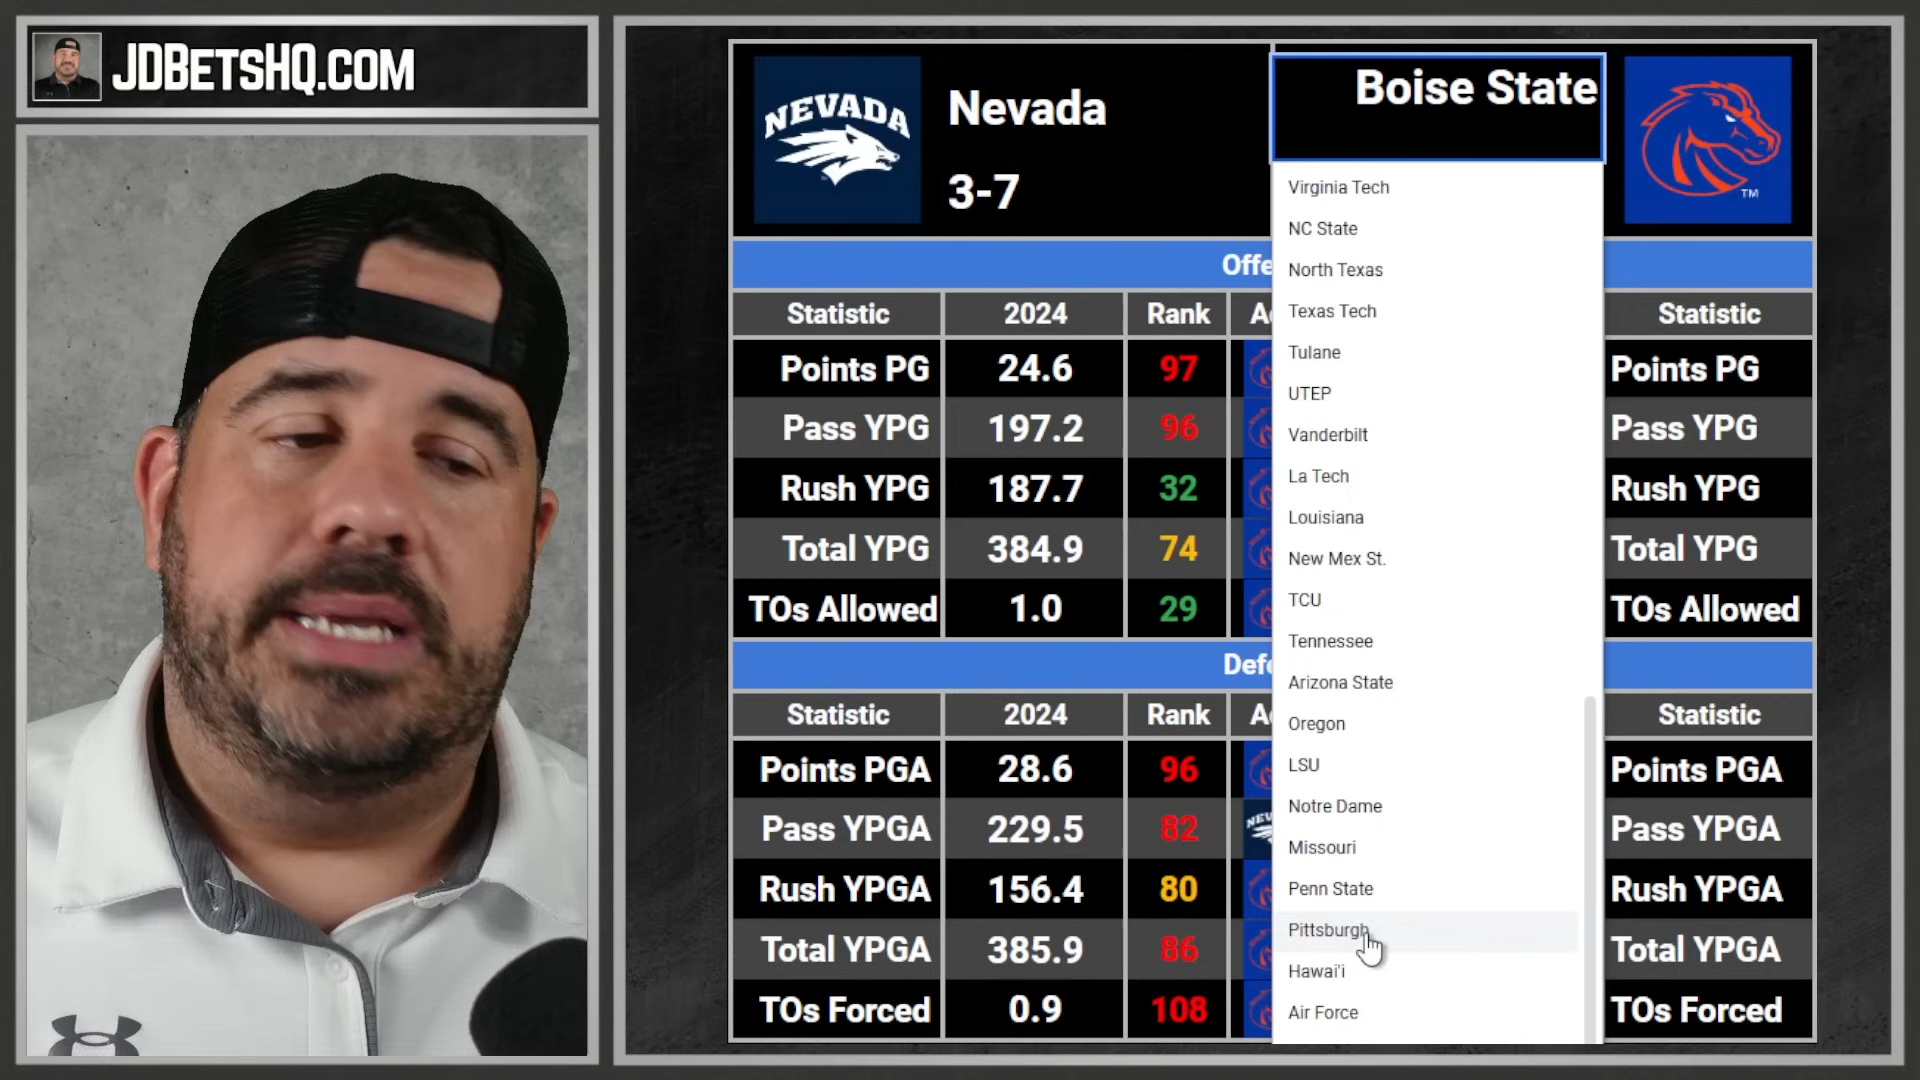 JDBETSHQ.COM
NEVADA
Nevada
3-7
Boise State
TM
Offe
Statistic 2024 Rank A
Points PG 24.6 97
Pass YPG 197.2 96
Rush YPG 187.7 32
Total YPG 384.9 74
TOs Allowed 1.0 29
Defe
Statistic 2024 Rank A
Points PGA 28.6 96
Pass YPGA 229.5 82
Rush YPGA 156.4 80
Total YPGA 385.9 86
TOs Forced 0.9 108
Virginia Tech
NC State
North Texas
Texas Tech
Tulane
UTEP
Vanderbilt
La Tech
Louisiana
New Mex St.
TCU
Tennessee
Arizona State
Oregon
LSU
Notre Dame
Missouri
Penn State
Pittsburgh
Hawai'i
Air Force
Statistic
Points PG
Pass YPG
Rush YPG
Total YPG
TOs Allowed
Statistic
Points PGA
Pass YPGA
Rush YPGA
Total YPGA
TOs Forced